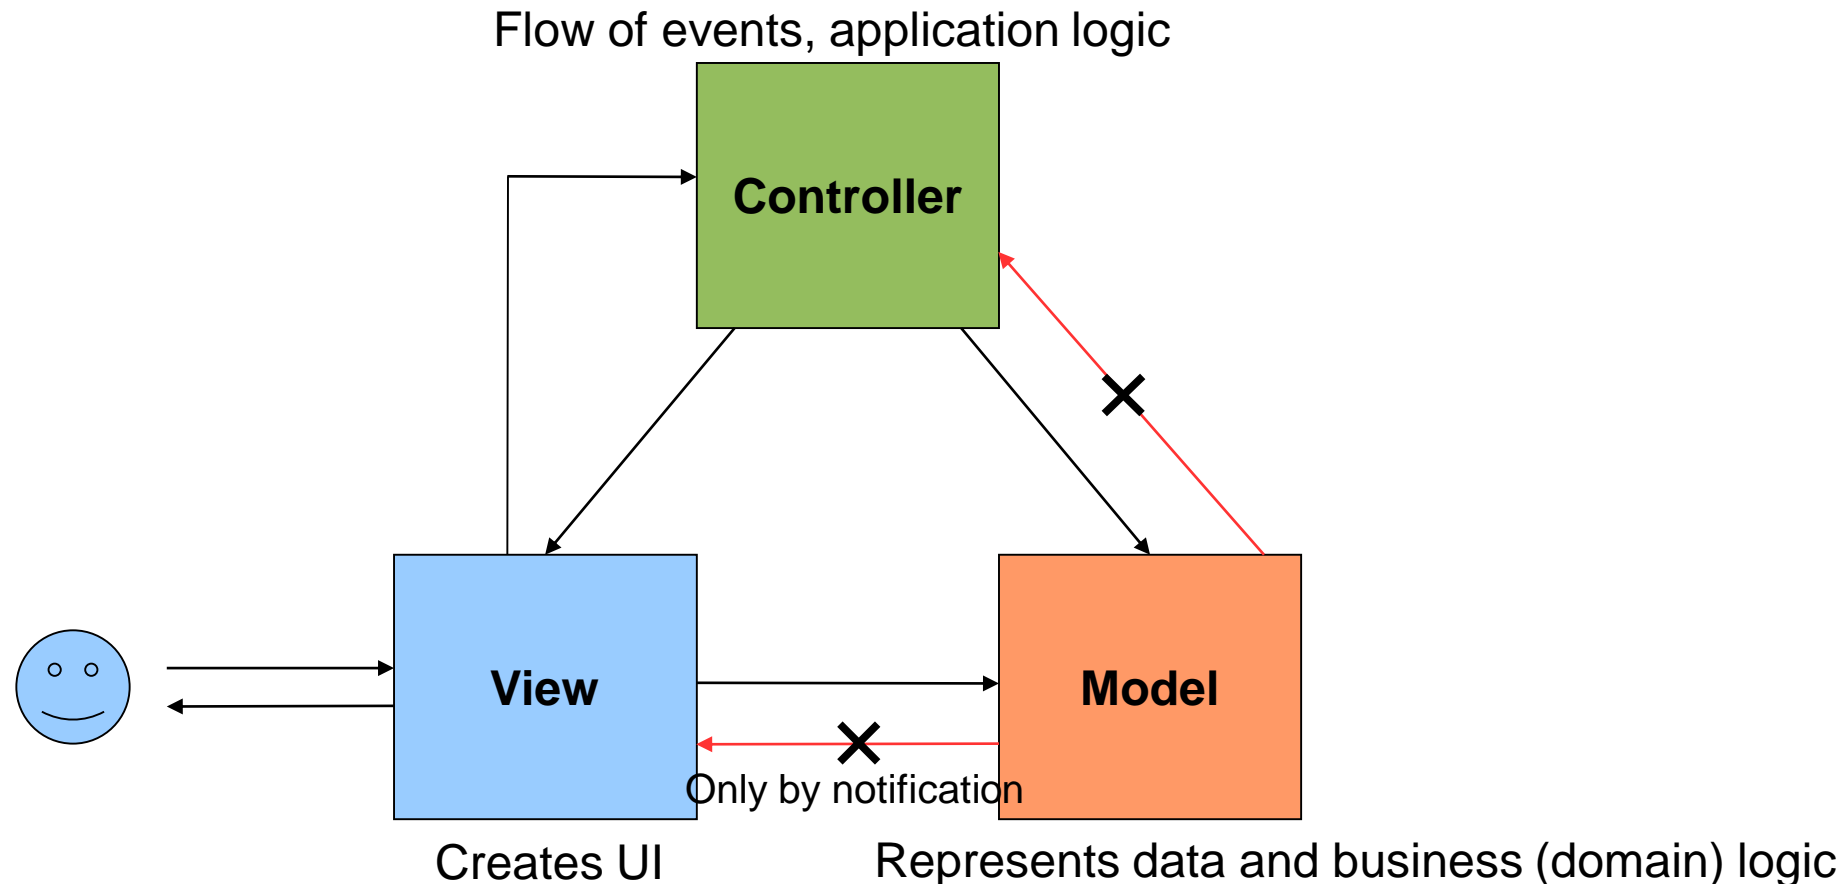 Flow of events, application logic
Controller
View
Model
Only by notification
Creates UI
Represents data and business (domain) logic